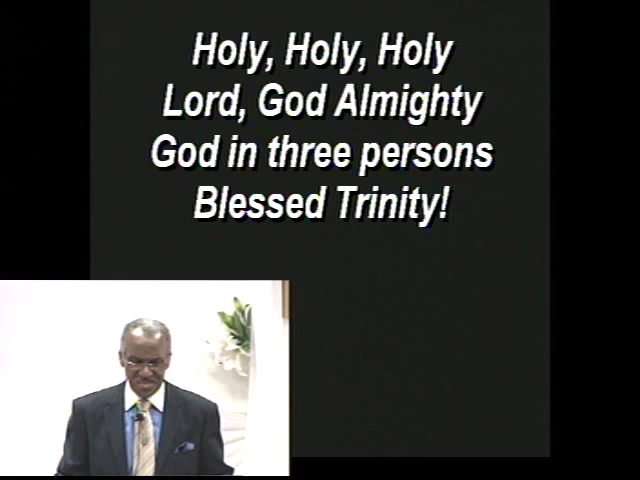 Holy, Holy, Holy
Lord, God Almighty
God in three persons
Blessed Trinity!